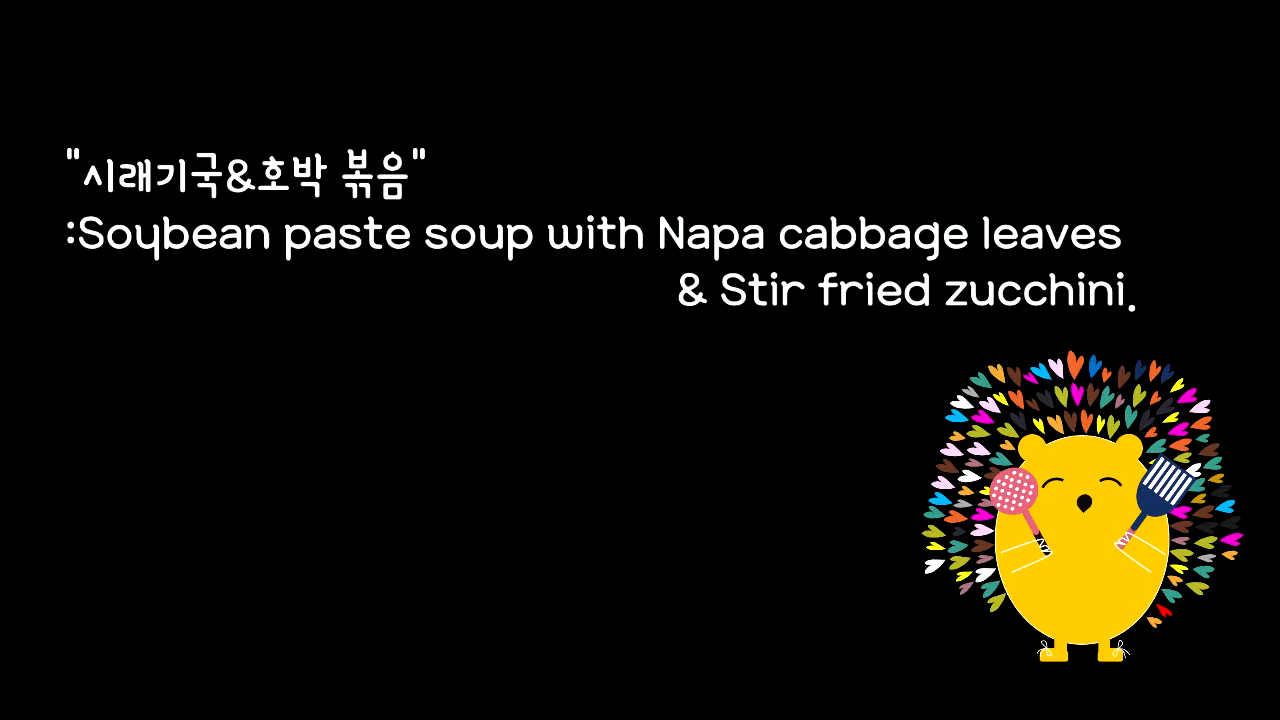 "시래기국&호박 볶음"
:Soybean paste soup with Napa cabbage leaves
& Stir fried zucchini.